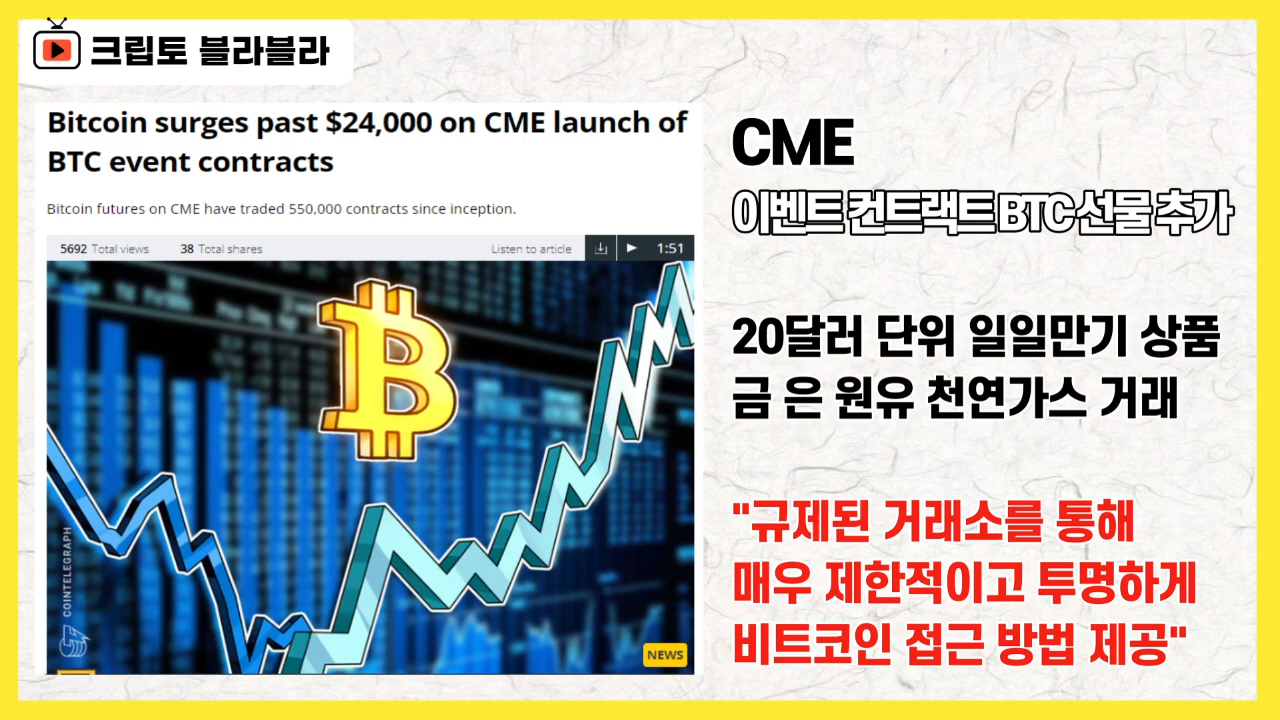 크립토 블라블라
Bitcoin surges past $24,000 on CME launch of
BTC event contracts
Bitcoin futures on CME have traded 550,000 contracts since inception.
5692 Total views 38 Total shares Listen to article 1:51
COINTELEGRAPH
NEWS
CME
이벤트 컨트랙트 BTC선물 추가
20달러 단위 일일만기 상품
금 은 원유 천연가스 거래
"규제된 거래소를 통해
매우 제한적이고 투명하게
비트코인 접근 방법 제공"